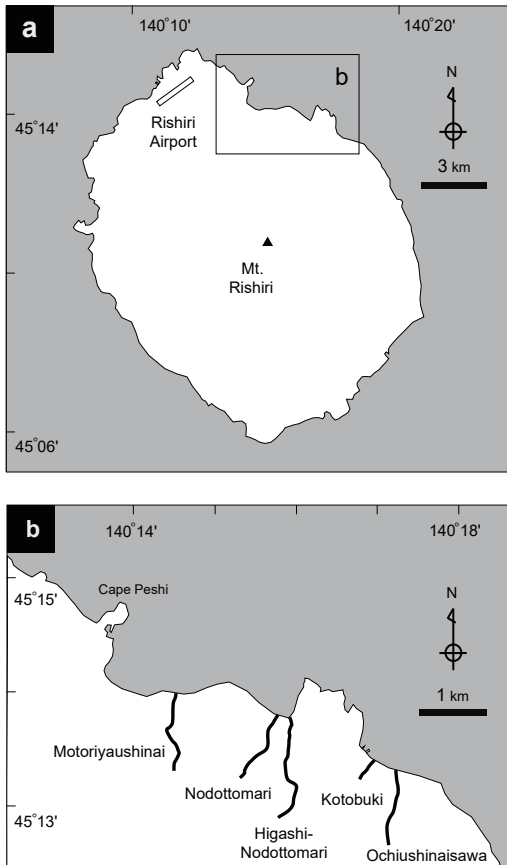 a
140˚10'
140˚20'
b
N
45˚14'
Rishiri
Airport
3 km
Mt.
Rishiri
45˚06'
b
140˚14'
140˚18'
45˚15'
Cape Peshi
N
1 km
Motoriyaushinai
Nodottomari
Kotobuki
45˚13'
Higashi-
Nodottomari
Ochiushinaisawa